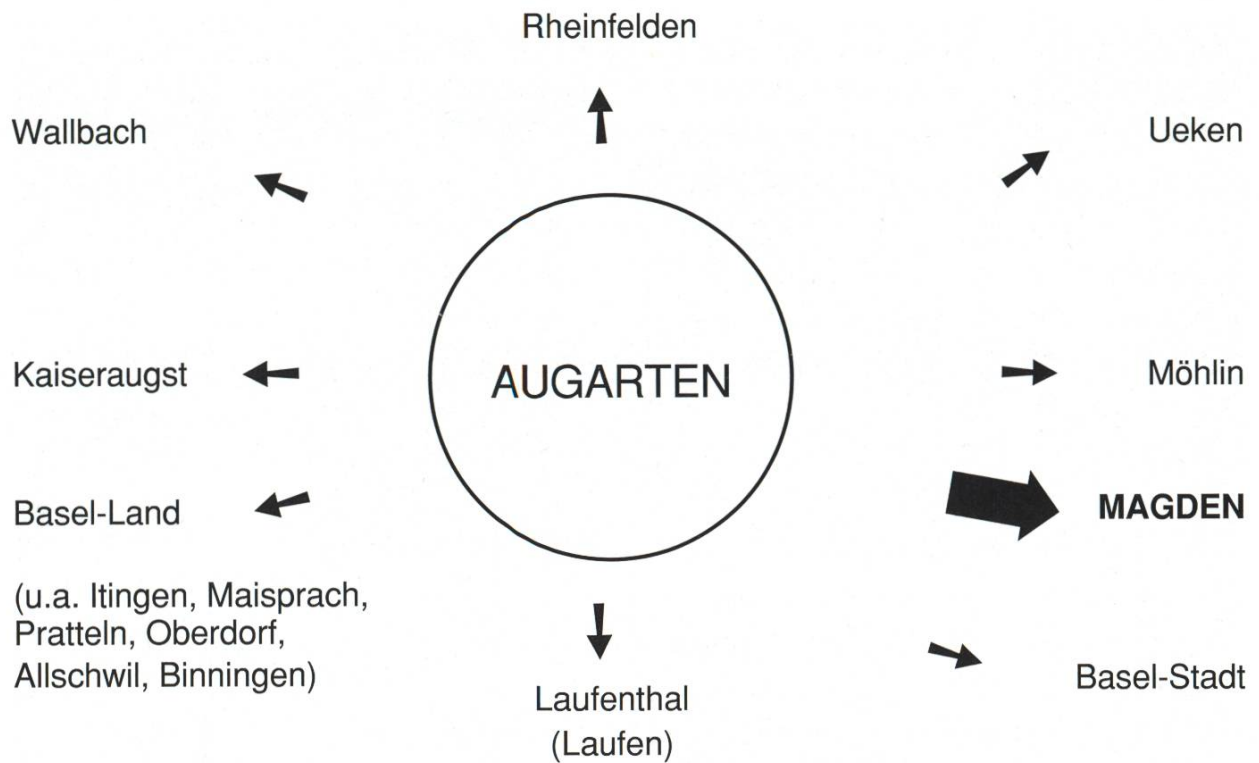 Rheinfelden
Wallbach
Ueken
Kaiseraugst
AUGARTEN
Möhlin
Basel-Land
MAGDEN
(u.a. Itingen, Maisprach,
Pratteln, Oberdorf,
Allschwil, Binningen)
Laufenthal
(Laufen)
Basel-Stadt